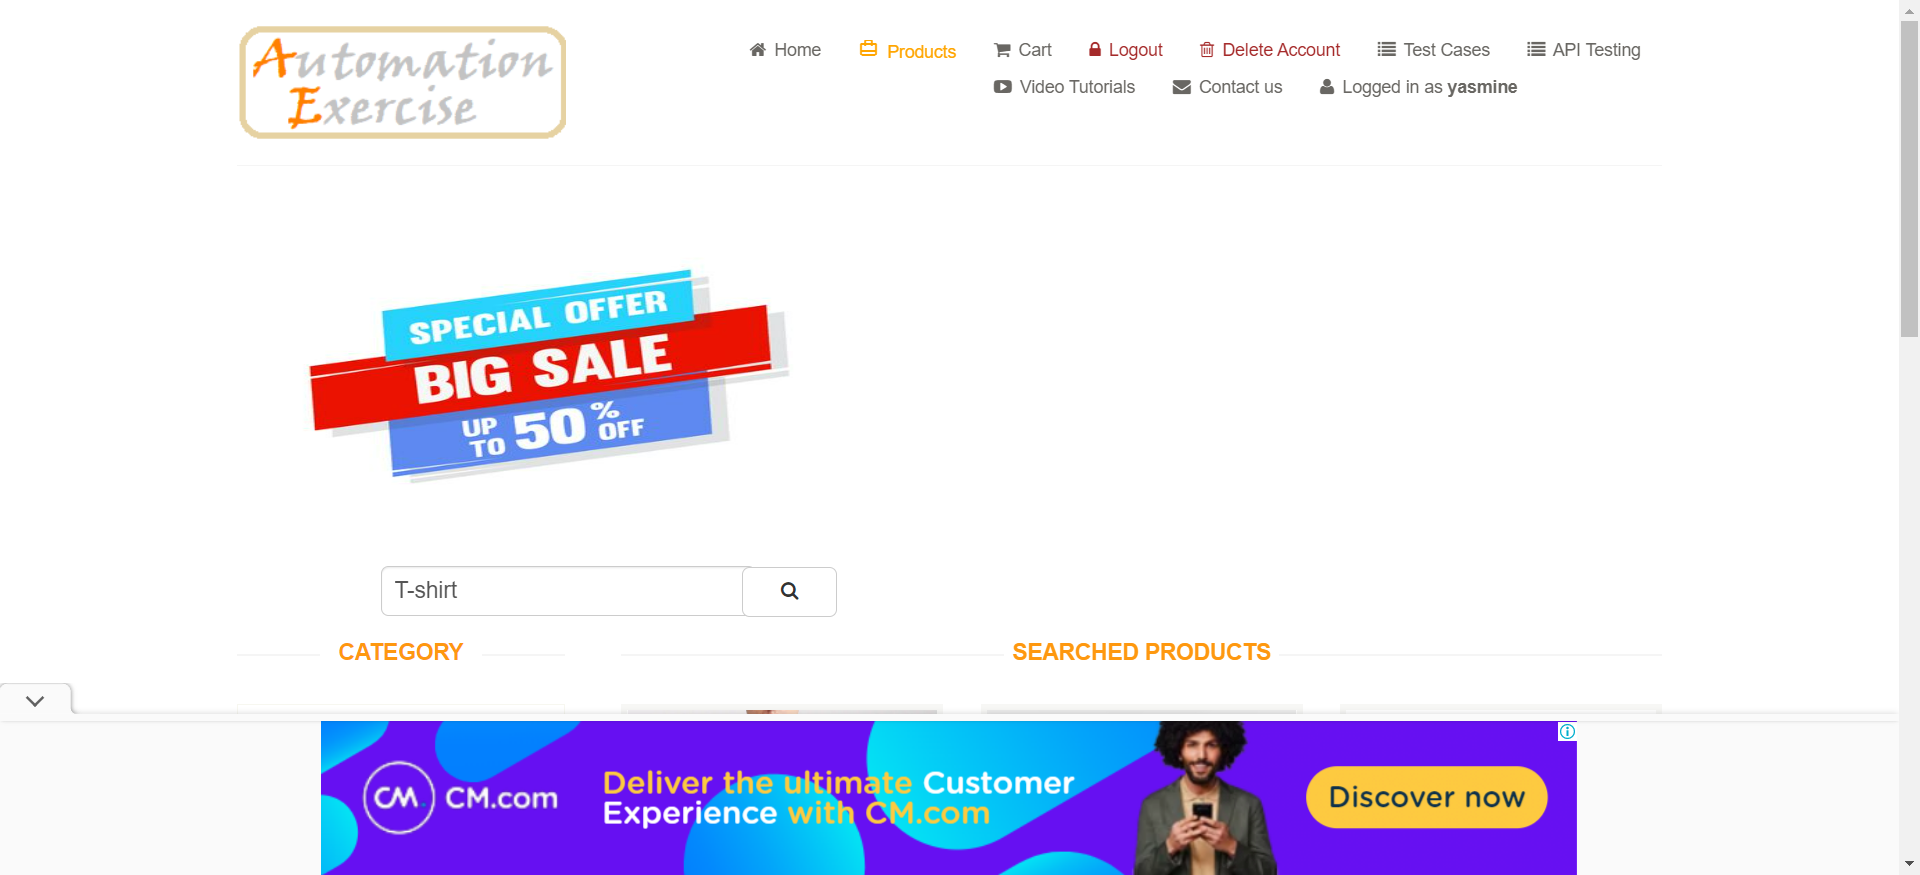 Automation
Exercise
Home
Products
Cart
Logout
Delete Account
Test Cases
API Testing
Video Tutorials
Contact us
Logged in as yasmine
SPECIAL OFFER
BIG SALE
UP TO 50% OFF
T-shirt
CATEGORY
SEARCHED PRODUCTS
CM.com
Deliver the ultimate Customer
Experience with CM.com
Discover now